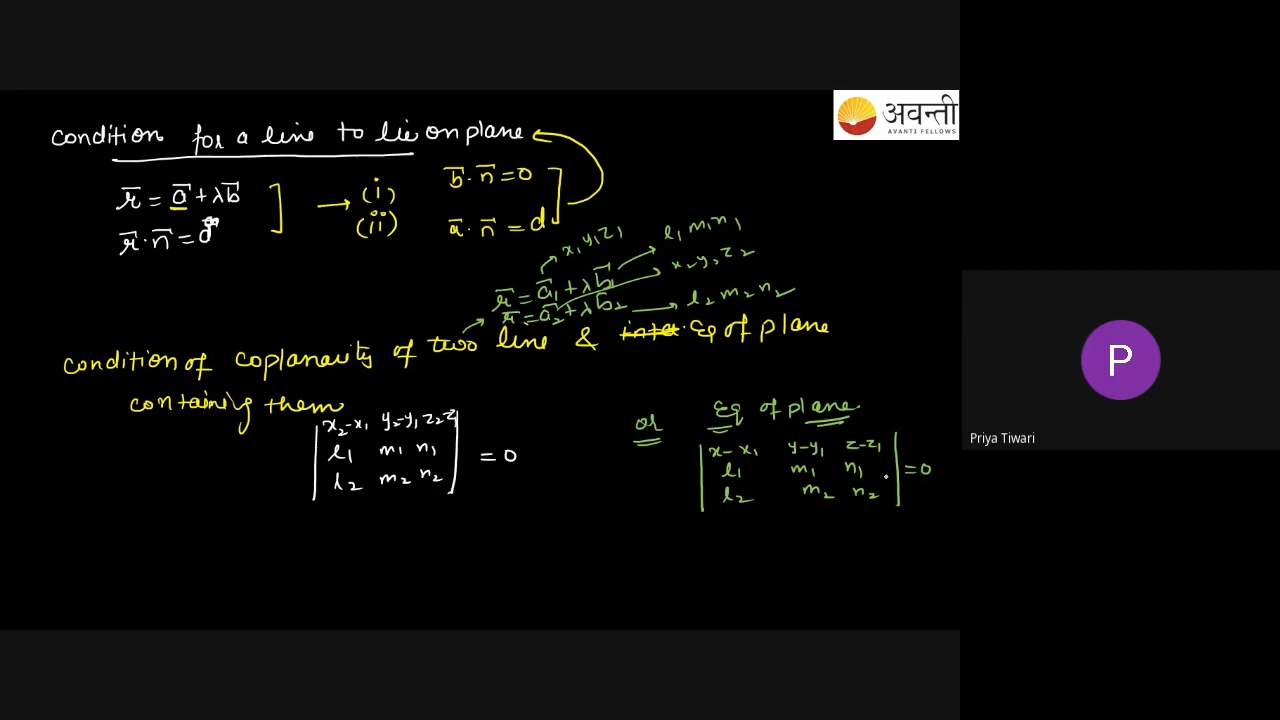 अवन्ती
AVANTI FELLOWS
condition for a line to lie on plane
r̄ = ā + λb̄
r̄ · n̄ = d
→ (i) b̄ · n̄ = 0
(ii) ā · n̄ = d
x₁ y₁ z₁
l₁ m₁ n₁
x₂ y₂ z₂
r̄ = ā₁ + λb̄₁
r̄ = ā₂ + λb̄₂ → l₂ m₂ n₂
condition of coplanarity of two line & Eq of plane
containing them
| x₂-x₁ y₂-y₁ z₂ z₁ |
| l₁ m₁ n₁ | = 0
| l₂ m₂ n₂ |
or Eq of plane
| x-x₁ y-y₁ z-z₁ |
| l₁ m₁ n₁ | = 0
| l₂ m₂ n₂ |
P
Priya Tiwari